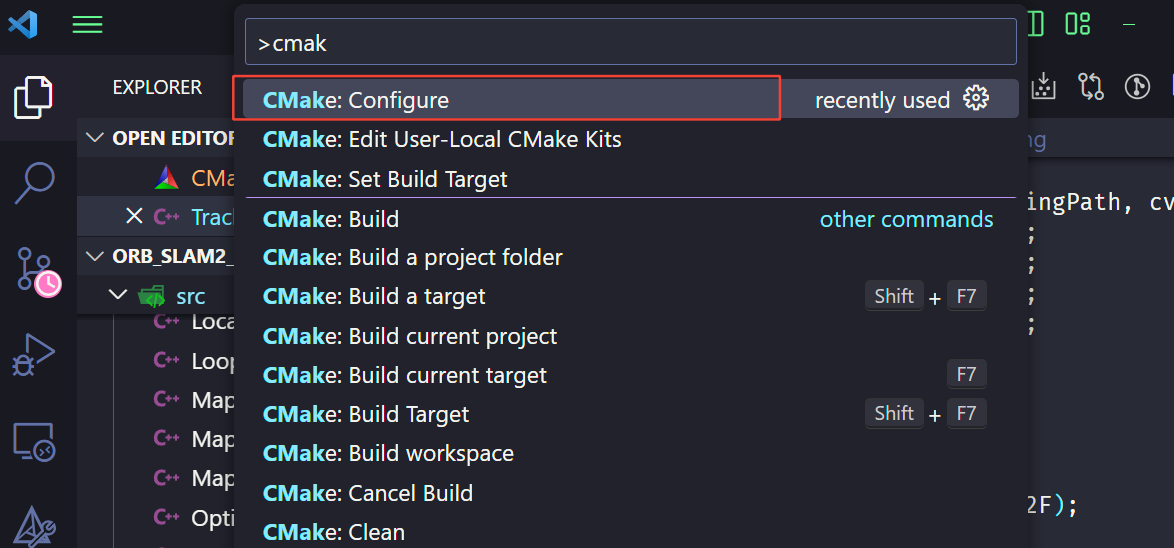 >cmak
EXPLORER
CMake: Configure recently used
OPEN EDITOR
CMake: Edit User-Local CMake Kits
ng
CMa
CMake: Set Build Target
ingPath, cv
C++ Trac
CMake: Build other commands
;
ORB_SLAM2_
CMake: Build a project folder
;
src
CMake: Build a target Shift + F7
;
C++ Loca
;
CMake: Build current project
C++ Loop
CMake: Build current target F7
C++ Map
CMake: Build Target Shift + F7
C++ Map
CMake: Build workspace
C++ Map
CMake: Cancel Build
2F);
C++ Opti
CMake: Clean